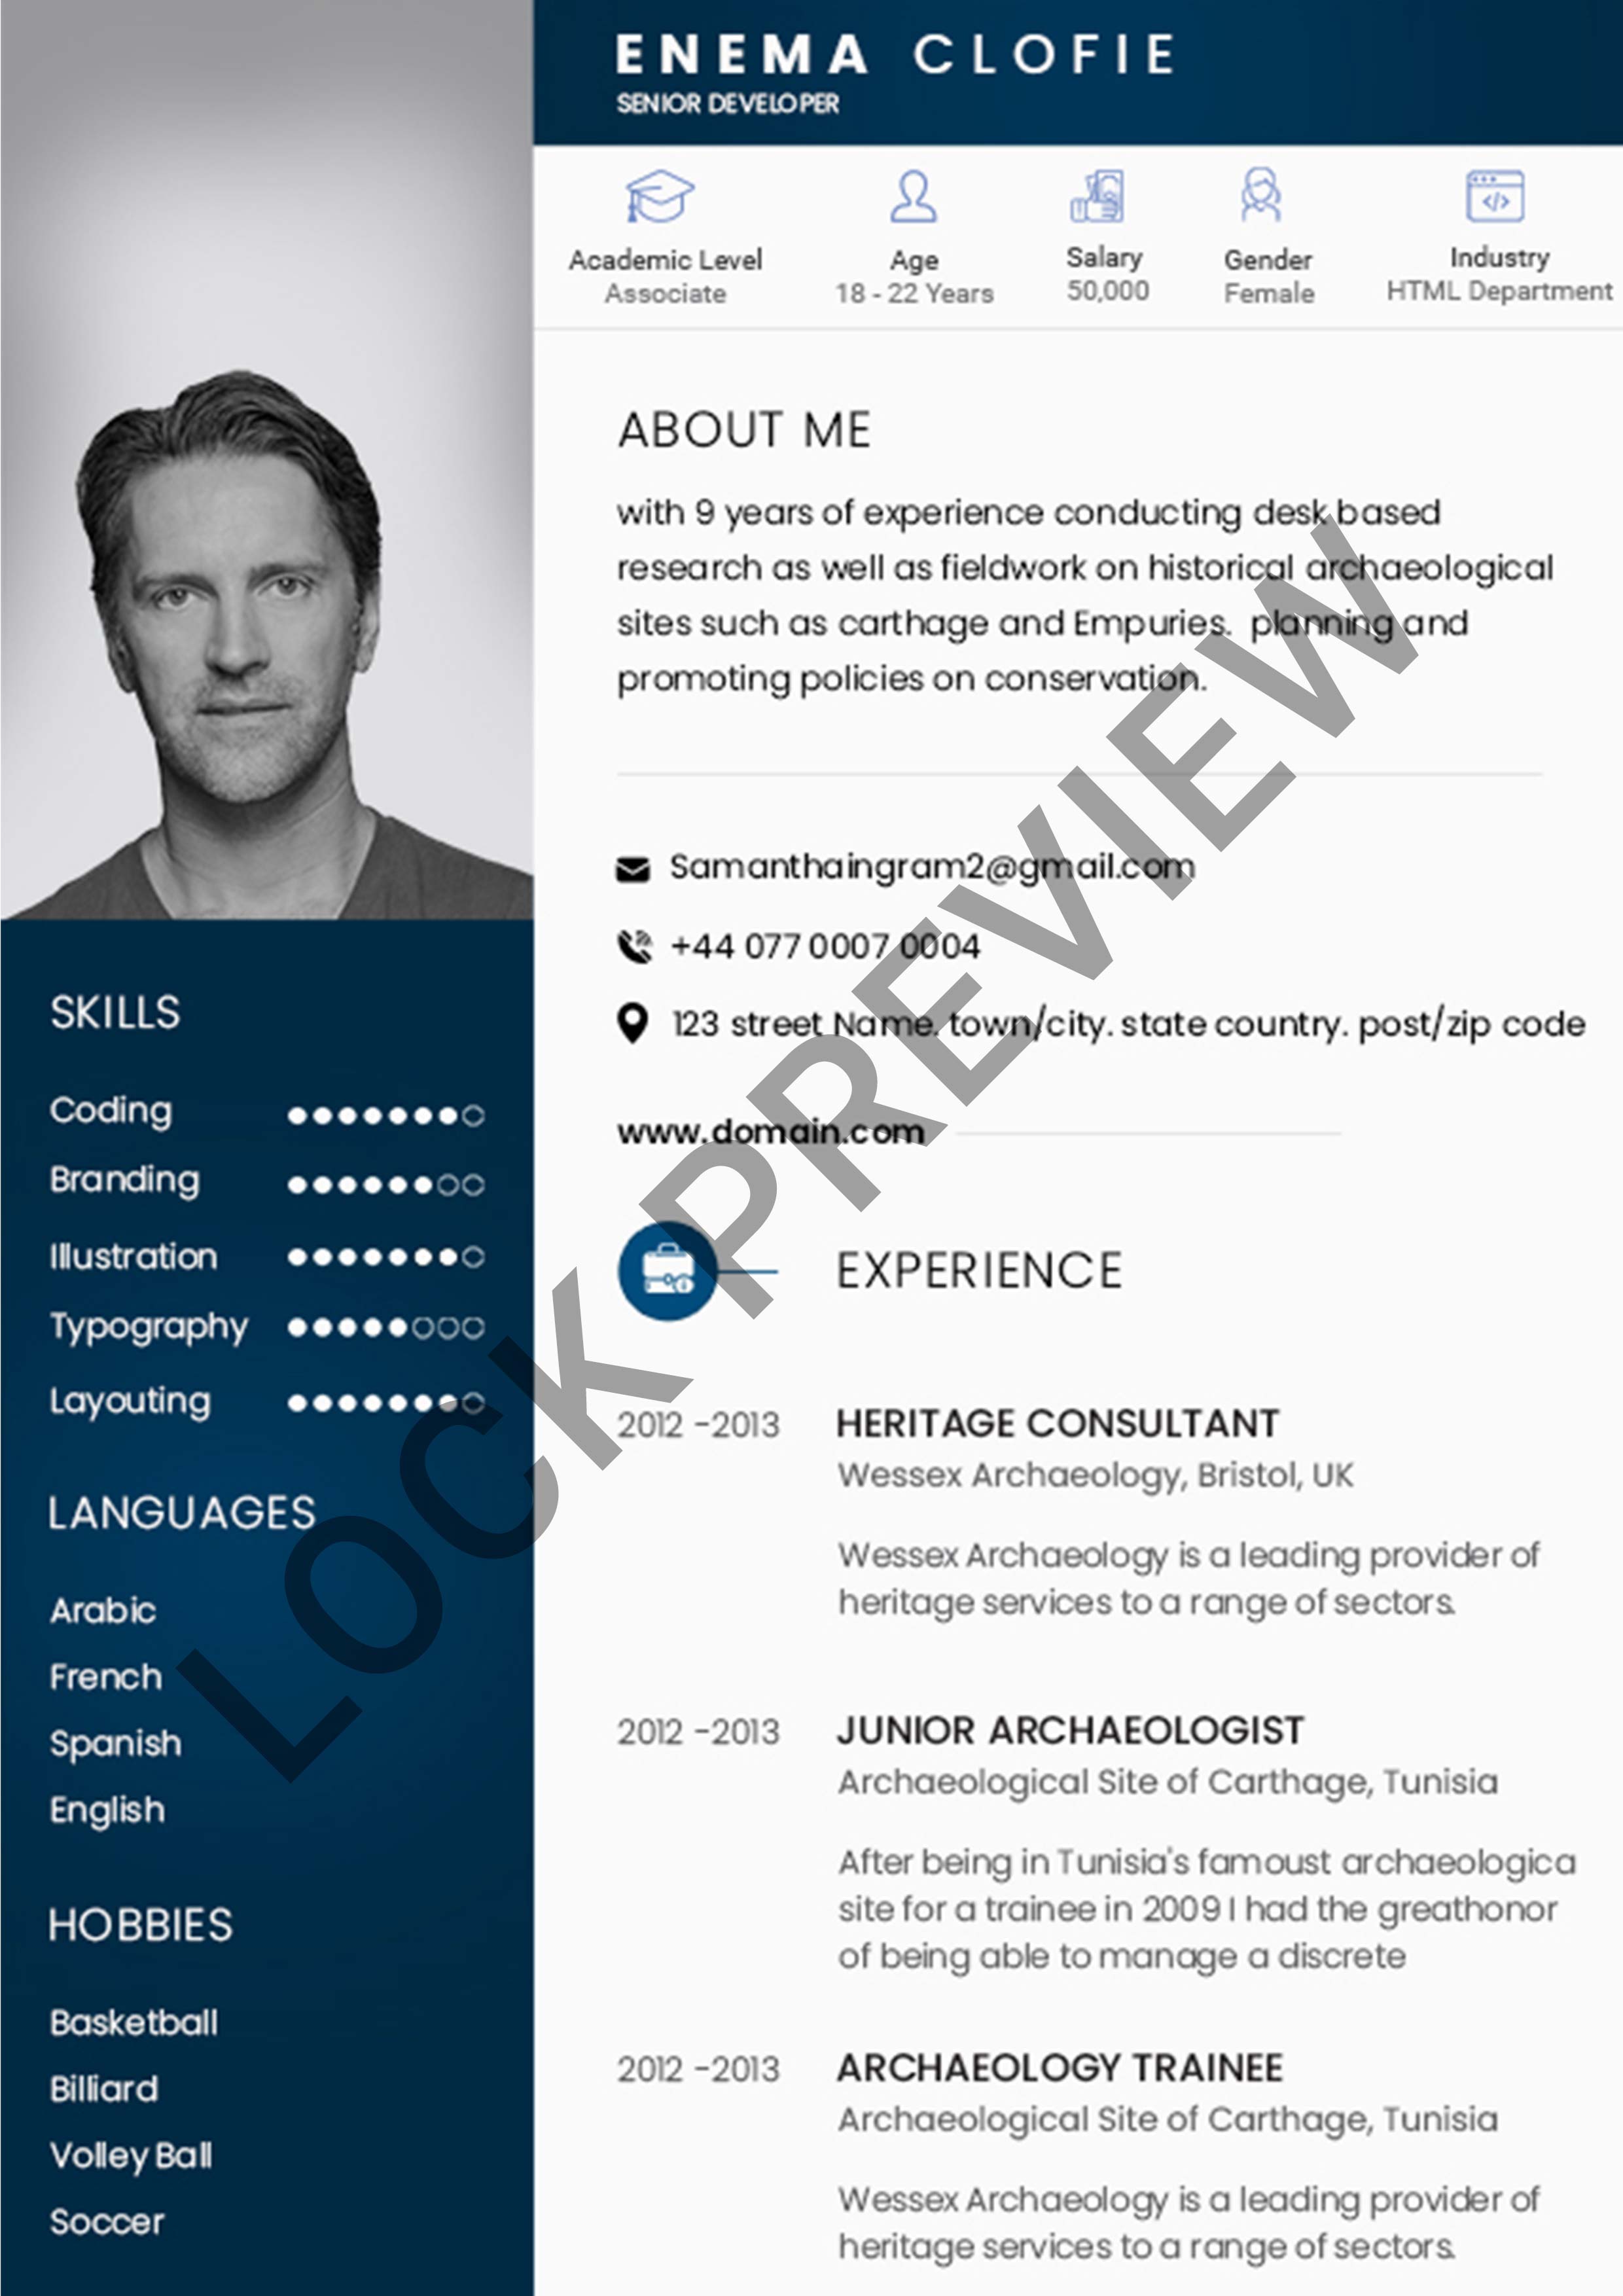 ENEMA CLOFIE
SENIOR DEVELOPER
Academic Level
Associate
Age
18 - 22 Years
Salary
50,000
Gender
Female
Industry
HTML Department
ABOUT ME
with 9 years of experience conducting desk based
research as well as fieldwork on historical archaeological
sites such as carthage and Empuries. planning and
promoting policies on conservation.
Samanthaingram2@gmail.com
+44 077 0007 0004
123 street Name. town/city. state country. post/zip code
www.domain.com
EXPERIENCE
2012 -2013
HERITAGE CONSULTANT
Wessex Archaeology, Bristol, UK
Wessex Archaeology is a leading provider of
heritage services to a range of sectors.
2012 -2013
JUNIOR ARCHAEOLOGIST
Archaeological Site of Carthage, Tunisia
After being in Tunisia's famoust archaeologica
site for a trainee in 2009 I had the greathonor
of being able to manage a discrete
2012 -2013
ARCHAEOLOGY TRAINEE
Archaeological Site of Carthage, Tunisia
Wessex Archaeology is a leading provider of
heritage services to a range of sectors.
SKILLS
Coding
Branding
Illustration
Typography
Layouting
LANGUAGES
Arabic
French
Spanish
English
HOBBIES
Basketball
Billiard
Volley Ball
Soccer
LOCK PREVIEW